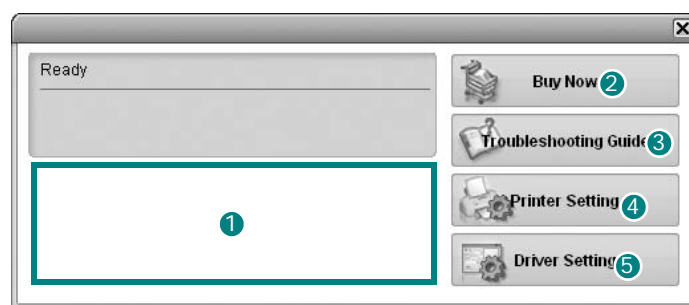 Ready
Buy Now 2
Troubleshooting Guide 3
1
Printer Setting 4
Driver Setting 5